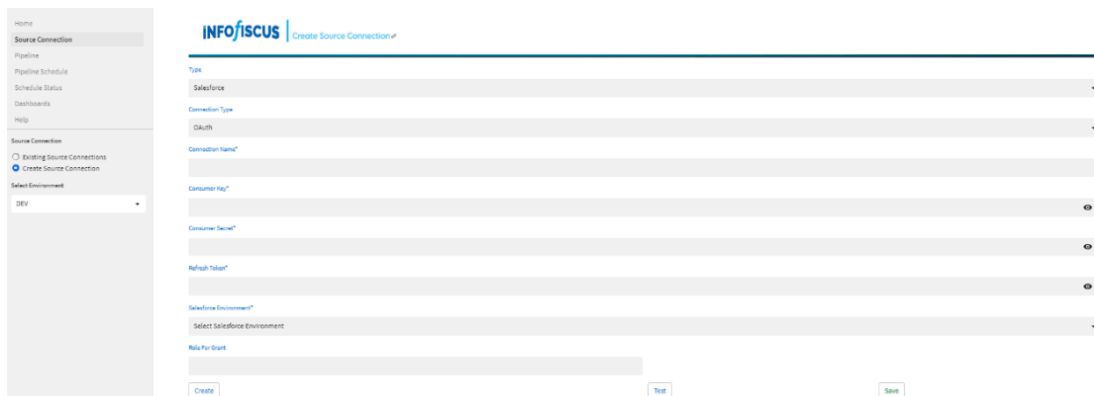 Home
Source Connection
Pipeline
Pipeline Schedule
Schedule Status
Dashboards
Help
Source Connection
Existing Source Connections
Create Source Connection
Select Environment
DEV
INFOfISCUS Create Source Connection
Type
Salesforce
Connection Type
OAuth
Connection Name*
Consumer Key*
Consumer Secret*
Refresh Token*
Salesforce Environment*
Select Salesforce Environment
Role For Grant
Create Test Save